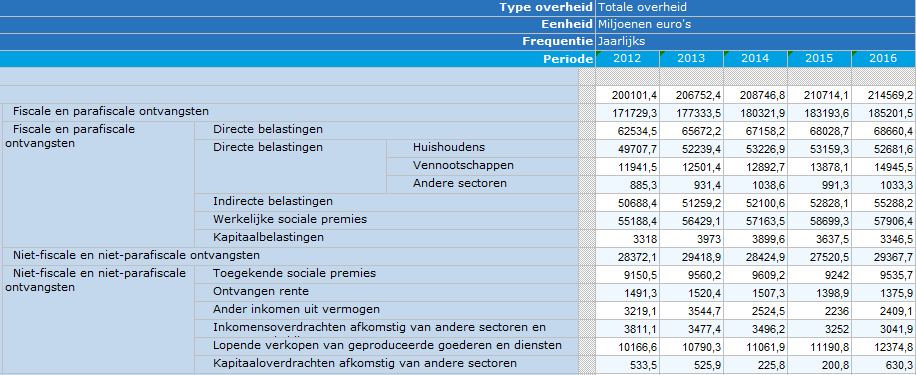 Type overheid Totale overheid
Eenheid Miljoenen euro's
Frequentie Jaarlijks
Periode 2012 2013 2014 2015 2016
200101,4 206752,4 208746,8 210714,1 214569,2
Fiscale en parafiscale ontvangsten 171729,3 177333,5 180321,9 183193,6 185201,5
Fiscale en parafiscale ontvangsten Directe belastingen 62534,5 65672,2 67158,2 68028,7 68660,4
Directe belastingen Huishoudens 49707,7 52239,4 53226,9 53159,3 52681,6
Vennootschappen 11941,5 12501,4 12892,7 13878,1 14945,5
Andere sectoren 885,3 931,4 1038,6 991,3 1033,3
Indirecte belastingen 50688,4 51259,2 52100,6 52828,1 55288,2
Werkelijke sociale premies 55188,4 56429,1 57163,5 58699,3 57906,4
Kapitaalbelastingen 3318 3973 3899,6 3637,5 3346,5
Niet-fiscale en niet-parafiscale ontvangsten 28372,1 29418,9 28424,9 27520,5 29367,7
Niet-fiscale en niet-parafiscale ontvangsten Toegekende sociale premies 9150,5 9560,2 9609,2 9242 9535,7
Ontvangen rente 1491,3 1520,4 1507,3 1398,9 1375,9
Ander inkomen uit vermogen 3219,1 3544,7 2524,5 2236 2409,1
Inkomensoverdrachten afkomstig van andere sectoren en 3811,1 3477,4 3496,2 3252 3041,9
Lopende verkopen van geproduceerde goederen en diensten 10166,6 10790,3 11061,9 11190,8 12374,8
Kapitaaloverdrachten afkomstig van andere sectoren 533,5 525,9 225,8 200,8 630,3